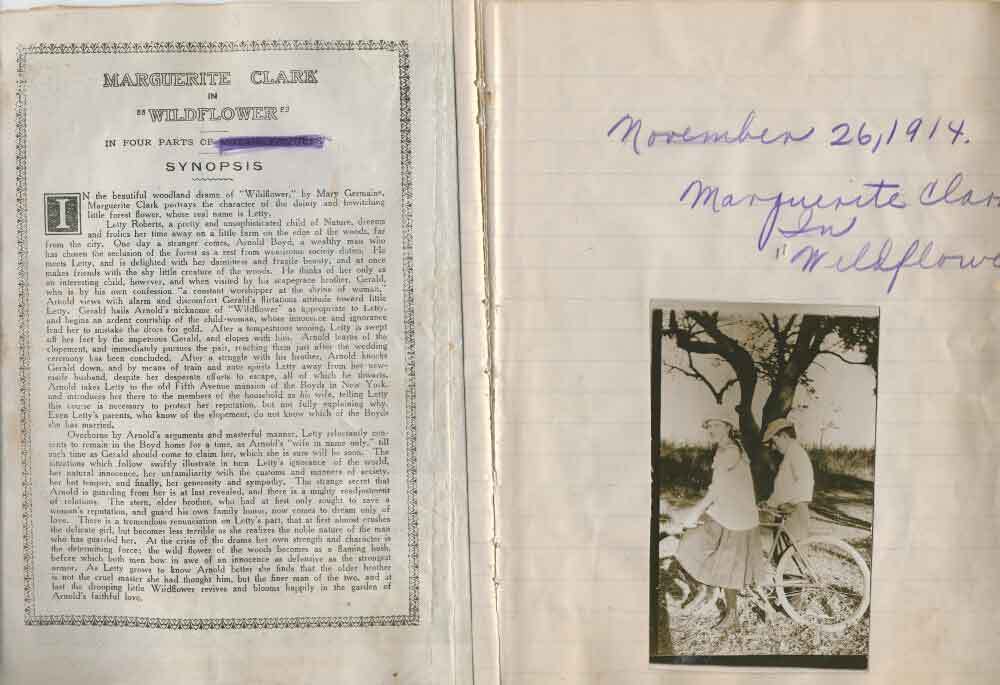 MARGUERITE CLARK
IN
"WILDFLOWER"
IN FOUR PARTS OF
SYNOPSIS
IN the beautiful woodland drama of "Wildflower," by Mary Germaine,
Marguerite Clark portrays the character of the dainty and bewitching
little forest flower, whose real name is Letty.
Letty Roberts, a pretty and unsophisticated child of Nature, dreams
and frolics her time away on a little farm on the edge of the woods, far
from the city. One day a stranger comes, Arnold Boyd, a wealthy man who
has chosen the seclusion of the forest as a rest from wearisome society duties. He
meets Letty, and is delighted with her daintiness and fragile beauty, and at once
makes friends with the shy little creature of the woods. He thinks of her only as
an interesting child, however, and when visited by his scapegrace brother, Gerald,
who is by his own confession "a constant worshipper at the shrine of woman,"
Arnold views with alarm and discomfort Gerald's flirtatious attitude toward little
Letty. Gerald hails Arnold's nickname of "Wildflower" as appropriate to Letty,
and begins an ardent courtship of the child-woman, whose innocence and ignorance
lead her to mistake the dross for gold. After a tempestuous wooing, Letty is swept
off her feet by the impetuous Gerald, and elopes with him. Arnold learns of the
elopement, and immediately pursues the pair, reaching them just after the wedding
ceremony has been concluded. After a struggle with his brother, Arnold knocks
Gerald down, and by means of train and auto spirits Letty away from her new-
made husband, despite her desperate efforts to escape, all of which he thwarts.
Arnold takes Letty to the old Fifth Avenue mansion of the Boyds in New York,
and introduces her there to the members of the household as his wife, telling Letty
this course is necessary to protect her reputation, but not fully explaining why.
Even Letty's parents, who know of the elopement, do not know which of the Boyds
she has married.
Overborne by Arnold's arguments and masterful manner, Letty reluctantly con-
sents to remain in the Boyd home for a time, as Arnold's "wife in name only," till
such time as Gerald should come to claim her, which she is sure will be soon. The
situations which follow swiftly illustrate in turn Letty's ignorance of the world,
her natural innocence, her unfamiliarity with the customs and manners of society,
her hot temper, and finally, her generosity and sympathy. The strange secret that
Arnold is guarding from her is at last revealed, and there is a mighty readjustment
of relations. The stern, elder brother, who had at first only sought to save a
woman's reputation, and guard his own family honor, now comes to dream only of
love. There is a tremendous renunciation on Letty's part, that at first almost crushes
the delicate girl, but becomes less terrible as she realizes the noble nature of the man
who has guarded her. At the crisis of the drama her own strength and character is
the determining force; the wild flower of the woods becomes as a flaming bush,
before which both men bow in awe of an innocence as defensive as the strongest
armor. As Letty grows to know Arnold better she finds that the older brother
is not the cruel master she had thought him, but the finer man of the two, and at
last the drooping little Wildflower revives and blooms happily in the garden of
Arnold's faithful love.
November 26, 1914.
Marguerite Clar
In
"Wildflowe